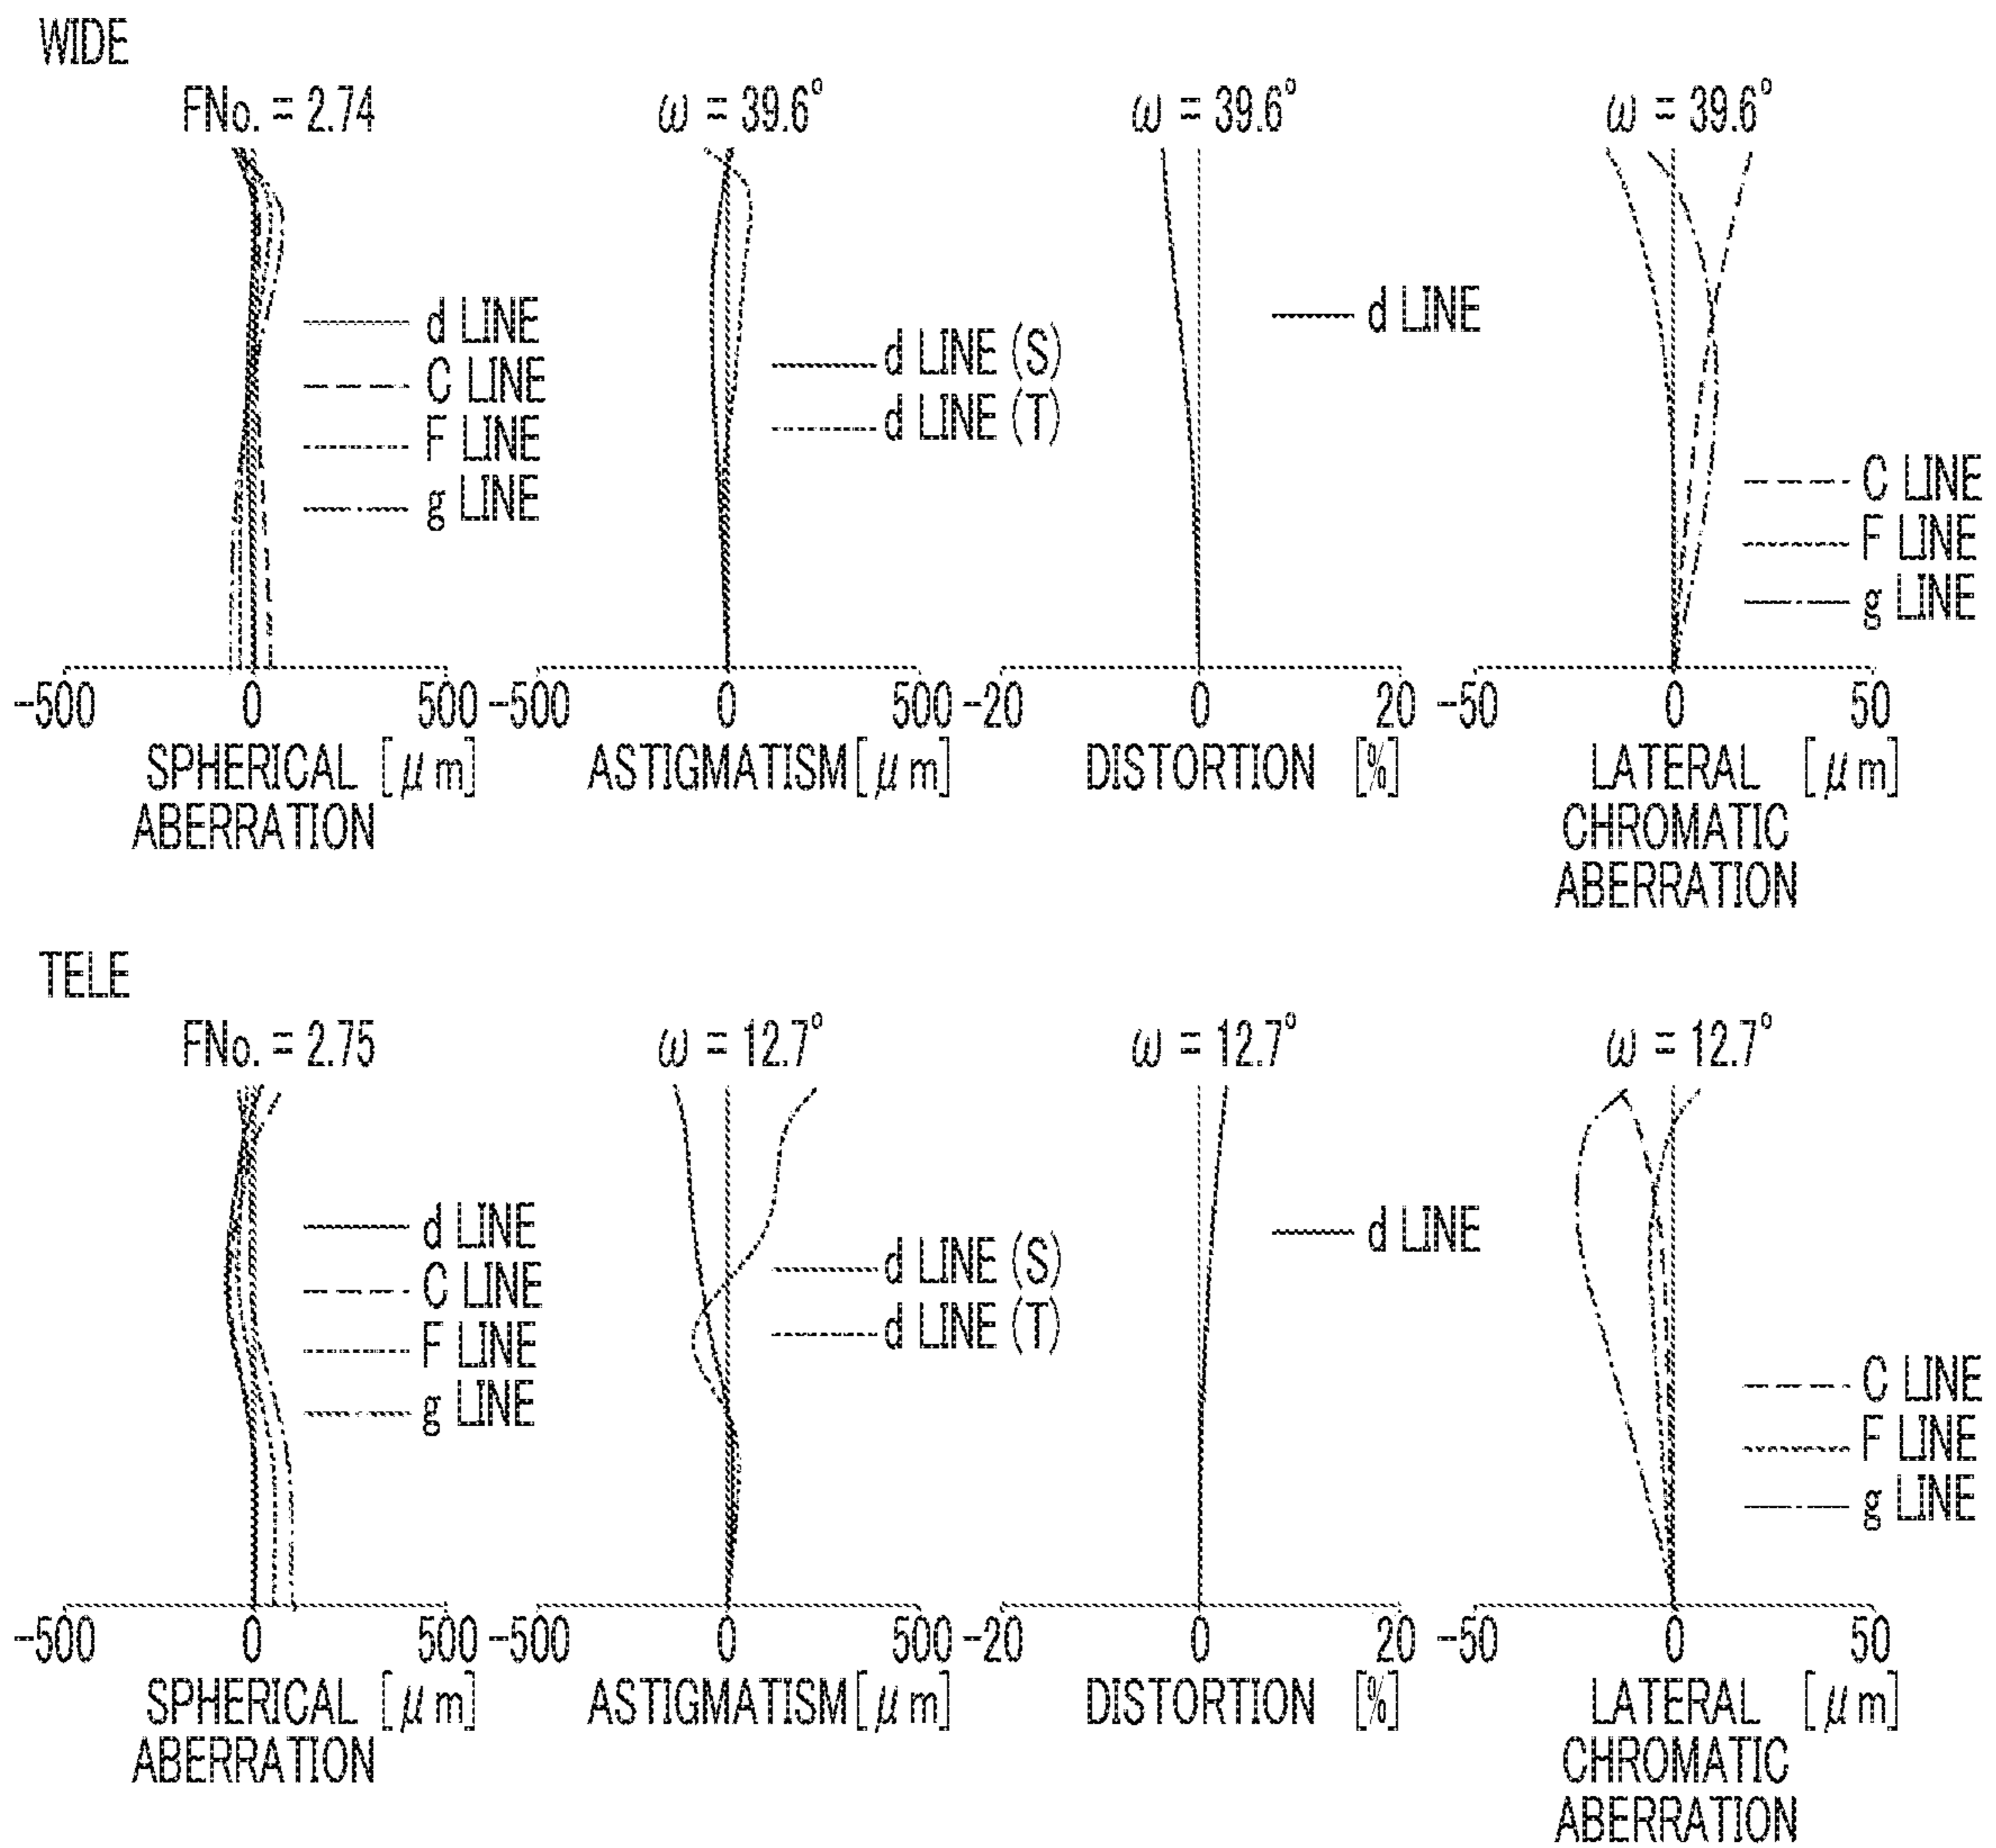 WIDE
FNo. = 2.74
ω = 39.6°
ω = 39.6°
ω = 39.6°
d LINE
C LINE
F LINE
g LINE
d LINE (S)
d LINE (T)
d LINE
C LINE
F LINE
g LINE
-500 0 500
-500 0 500
-20 0 20
-50 0 50
SPHERICAL [μm]
ABERRATION
ASTIGMATISM [μm]
DISTORTION [%]
LATERAL [μm]
CHROMATIC
ABERRATION
TELE
FNo. = 2.75
ω = 12.7°
ω = 12.7°
ω = 12.7°
d LINE
C LINE
F LINE
g LINE
d LINE (S)
d LINE (T)
d LINE
C LINE
F LINE
g LINE
-500 0 500
-500 0 500
-20 0 20
-50 0 50
SPHERICAL [μm]
ABERRATION
ASTIGMATISM [μm]
DISTORTION [%]
LATERAL [μm]
CHROMATIC
ABERRATION